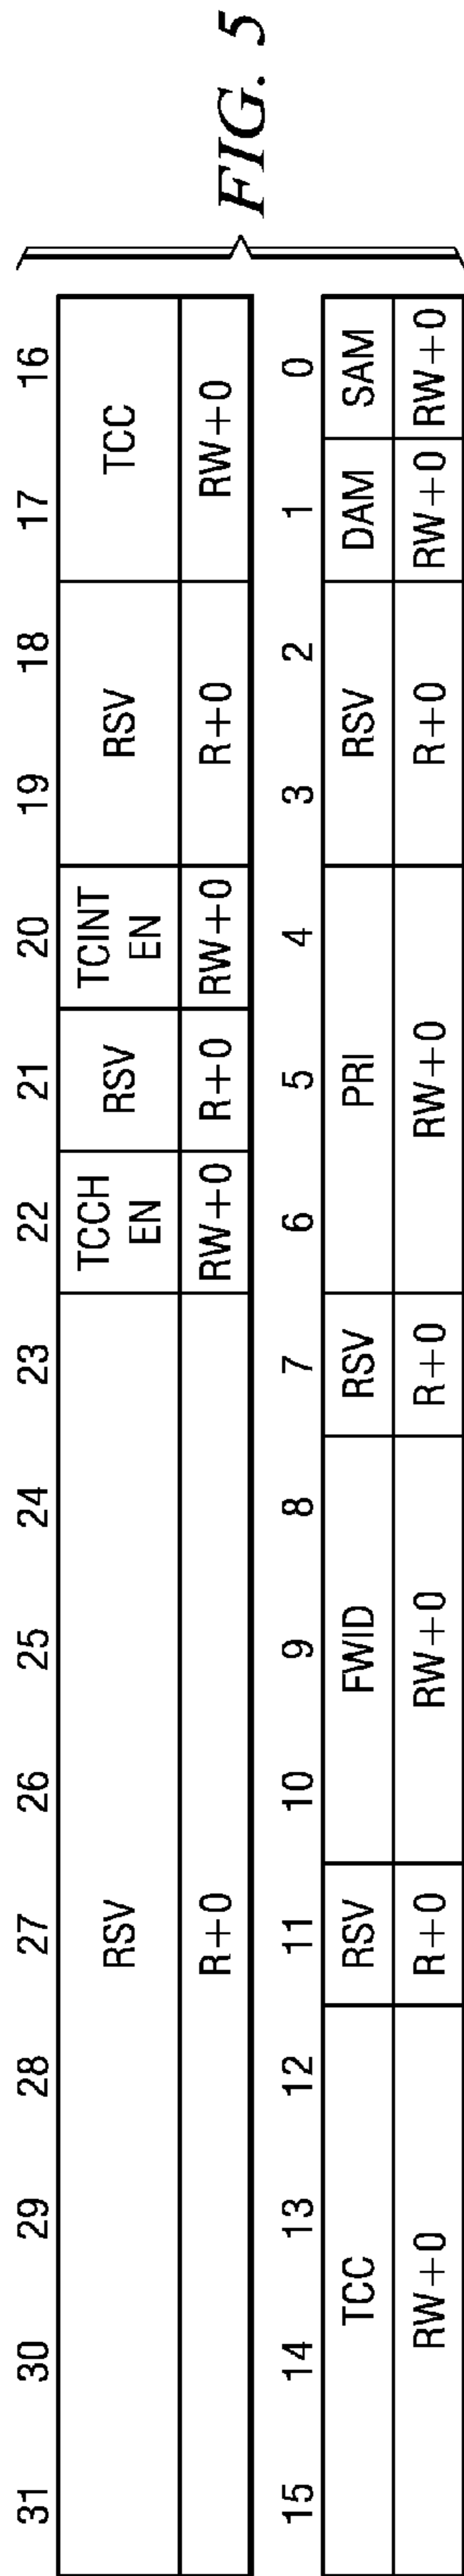 31 30 29 28 27 26 25 24 23 22 21 20 19 18 17 16
RSV TCCH EN RSV TCINT EN RSV TCC
R+0 RW+0 R+0 RW+0 R+0 RW+0
15 14 13 12 11 10 9 8 7 6 5 4 3 2 1 0
TCC RSV FWID RSV PRI RSV DAM SAM
RW+0 R+0 RW+0 R+0 RW+0 R+0 RW+0 RW+0
FIG. 5